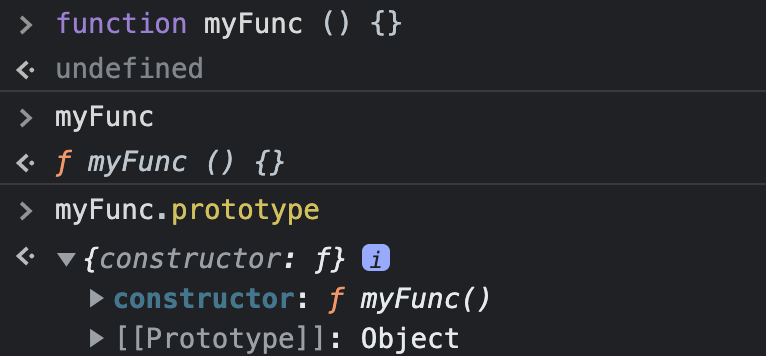 > function myFunc () {}
<· undefined
> myFunc
<· ƒ myFunc () {}
> myFunc.prototype
<· ▼ {constructor: ƒ} i
▶ constructor: ƒ myFunc()
▶ [[Prototype]]: Object